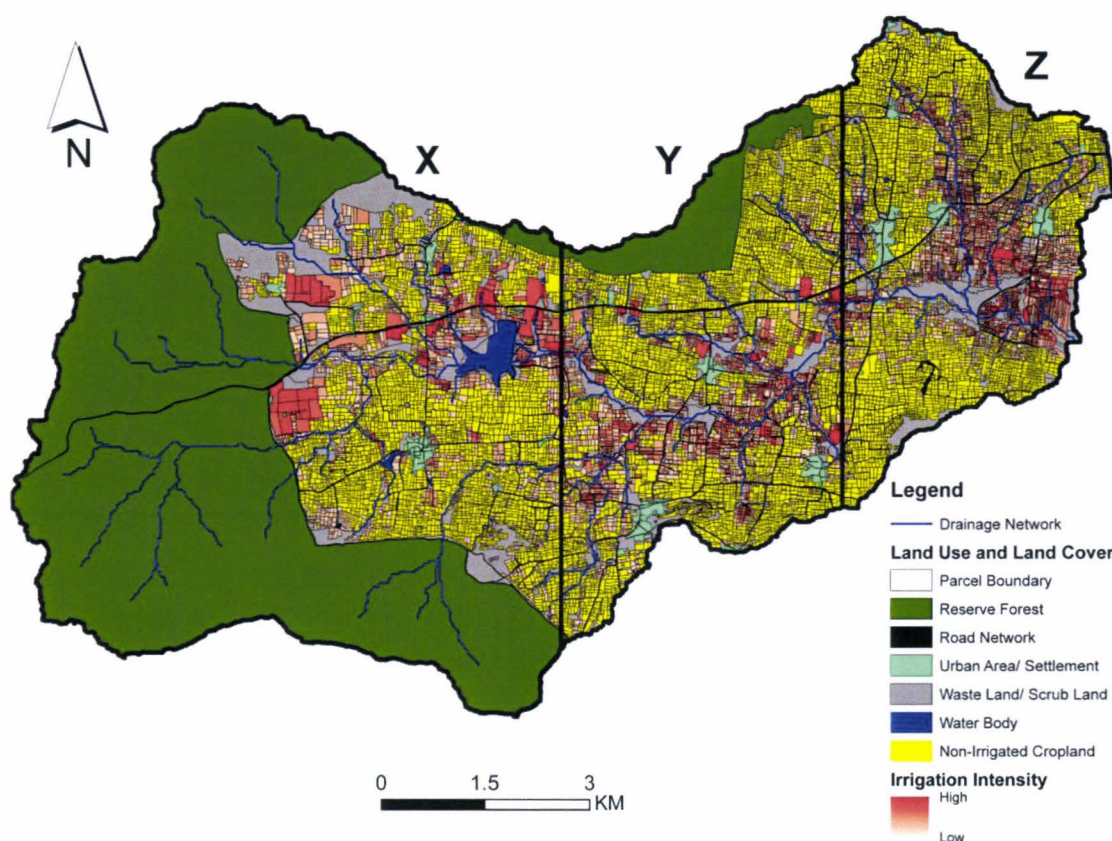 Z
X
Y
N
Legend
Drainage Network
Land Use and Land Cover
Parcel Boundary
Reserve Forest
Road Network
Urban Area/ Settlement
Waste Land/ Scrub Land
Water Body
Non-Irrigated Cropland
Irrigation Intensity
High
Low
0 1.5 3
KM